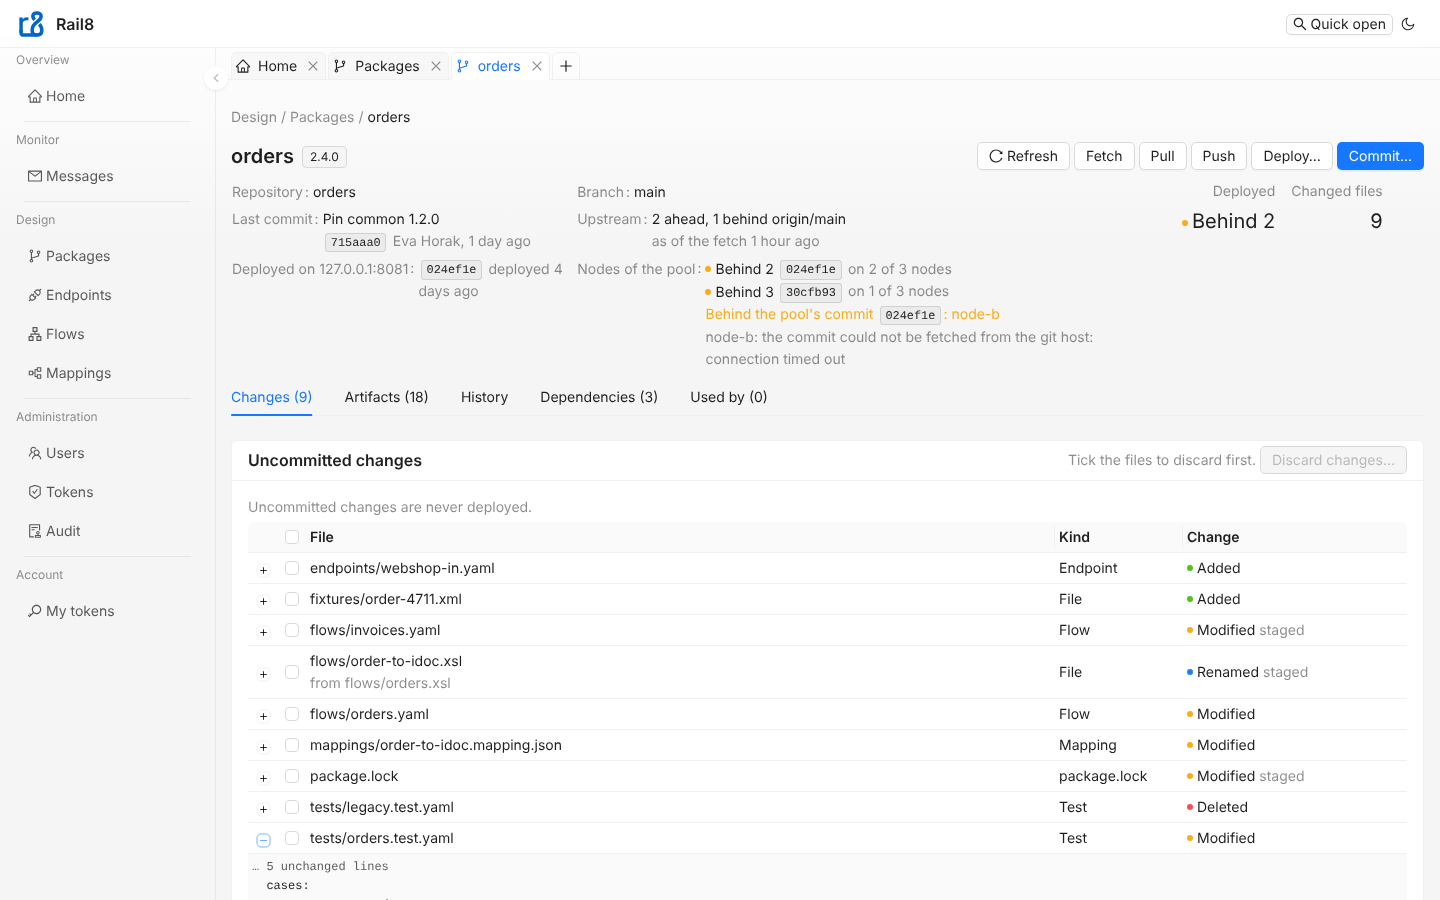 Rail8
Quick open
Overview
Home
Monitor
Messages
Design
Packages
Endpoints
Flows
Mappings
Administration
Users
Tokens
Audit
Account
My tokens
Home
Packages
orders
Design / Packages / orders
orders 2.4.0
Refresh
Fetch
Pull
Push
Deploy...
Commit...
Repository: orders
Branch: main
Last commit: Pin common 1.2.0
715aaa0 Eva Horak, 1 day ago
Upstream: 2 ahead, 1 behind origin/main
as of the fetch 1 hour ago
Deployed on 127.0.0.1:8081: 024ef1e deployed 4
days ago
Nodes of the pool: Behind 2 024ef1e on 2 of 3 nodes
Behind 3 30cfb93 on 1 of 3 nodes
Behind the pool's commit 024ef1e: node-b
node-b: the commit could not be fetched from the git host:
connection timed out
Deployed
Behind 2
Changed files
9
Changes (9)
Artifacts (18)
History
Dependencies (3)
Used by (0)
Uncommitted changes
Tick the files to discard first.
Discard changes...
Uncommitted changes are never deployed.
File Kind Change
endpoints/webshop-in.yaml Endpoint Added
fixtures/order-4711.xml File Added
flows/invoices.yaml Flow Modified staged
flows/order-to-idoc.xsl
from flows/orders.xsl File Renamed staged
flows/orders.yaml Flow Modified
mappings/order-to-idoc.mapping.json Mapping Modified
package.lock package.lock Modified staged
tests/legacy.test.yaml Test Deleted
tests/orders.test.yaml Test Modified
… 5 unchanged lines
cases: